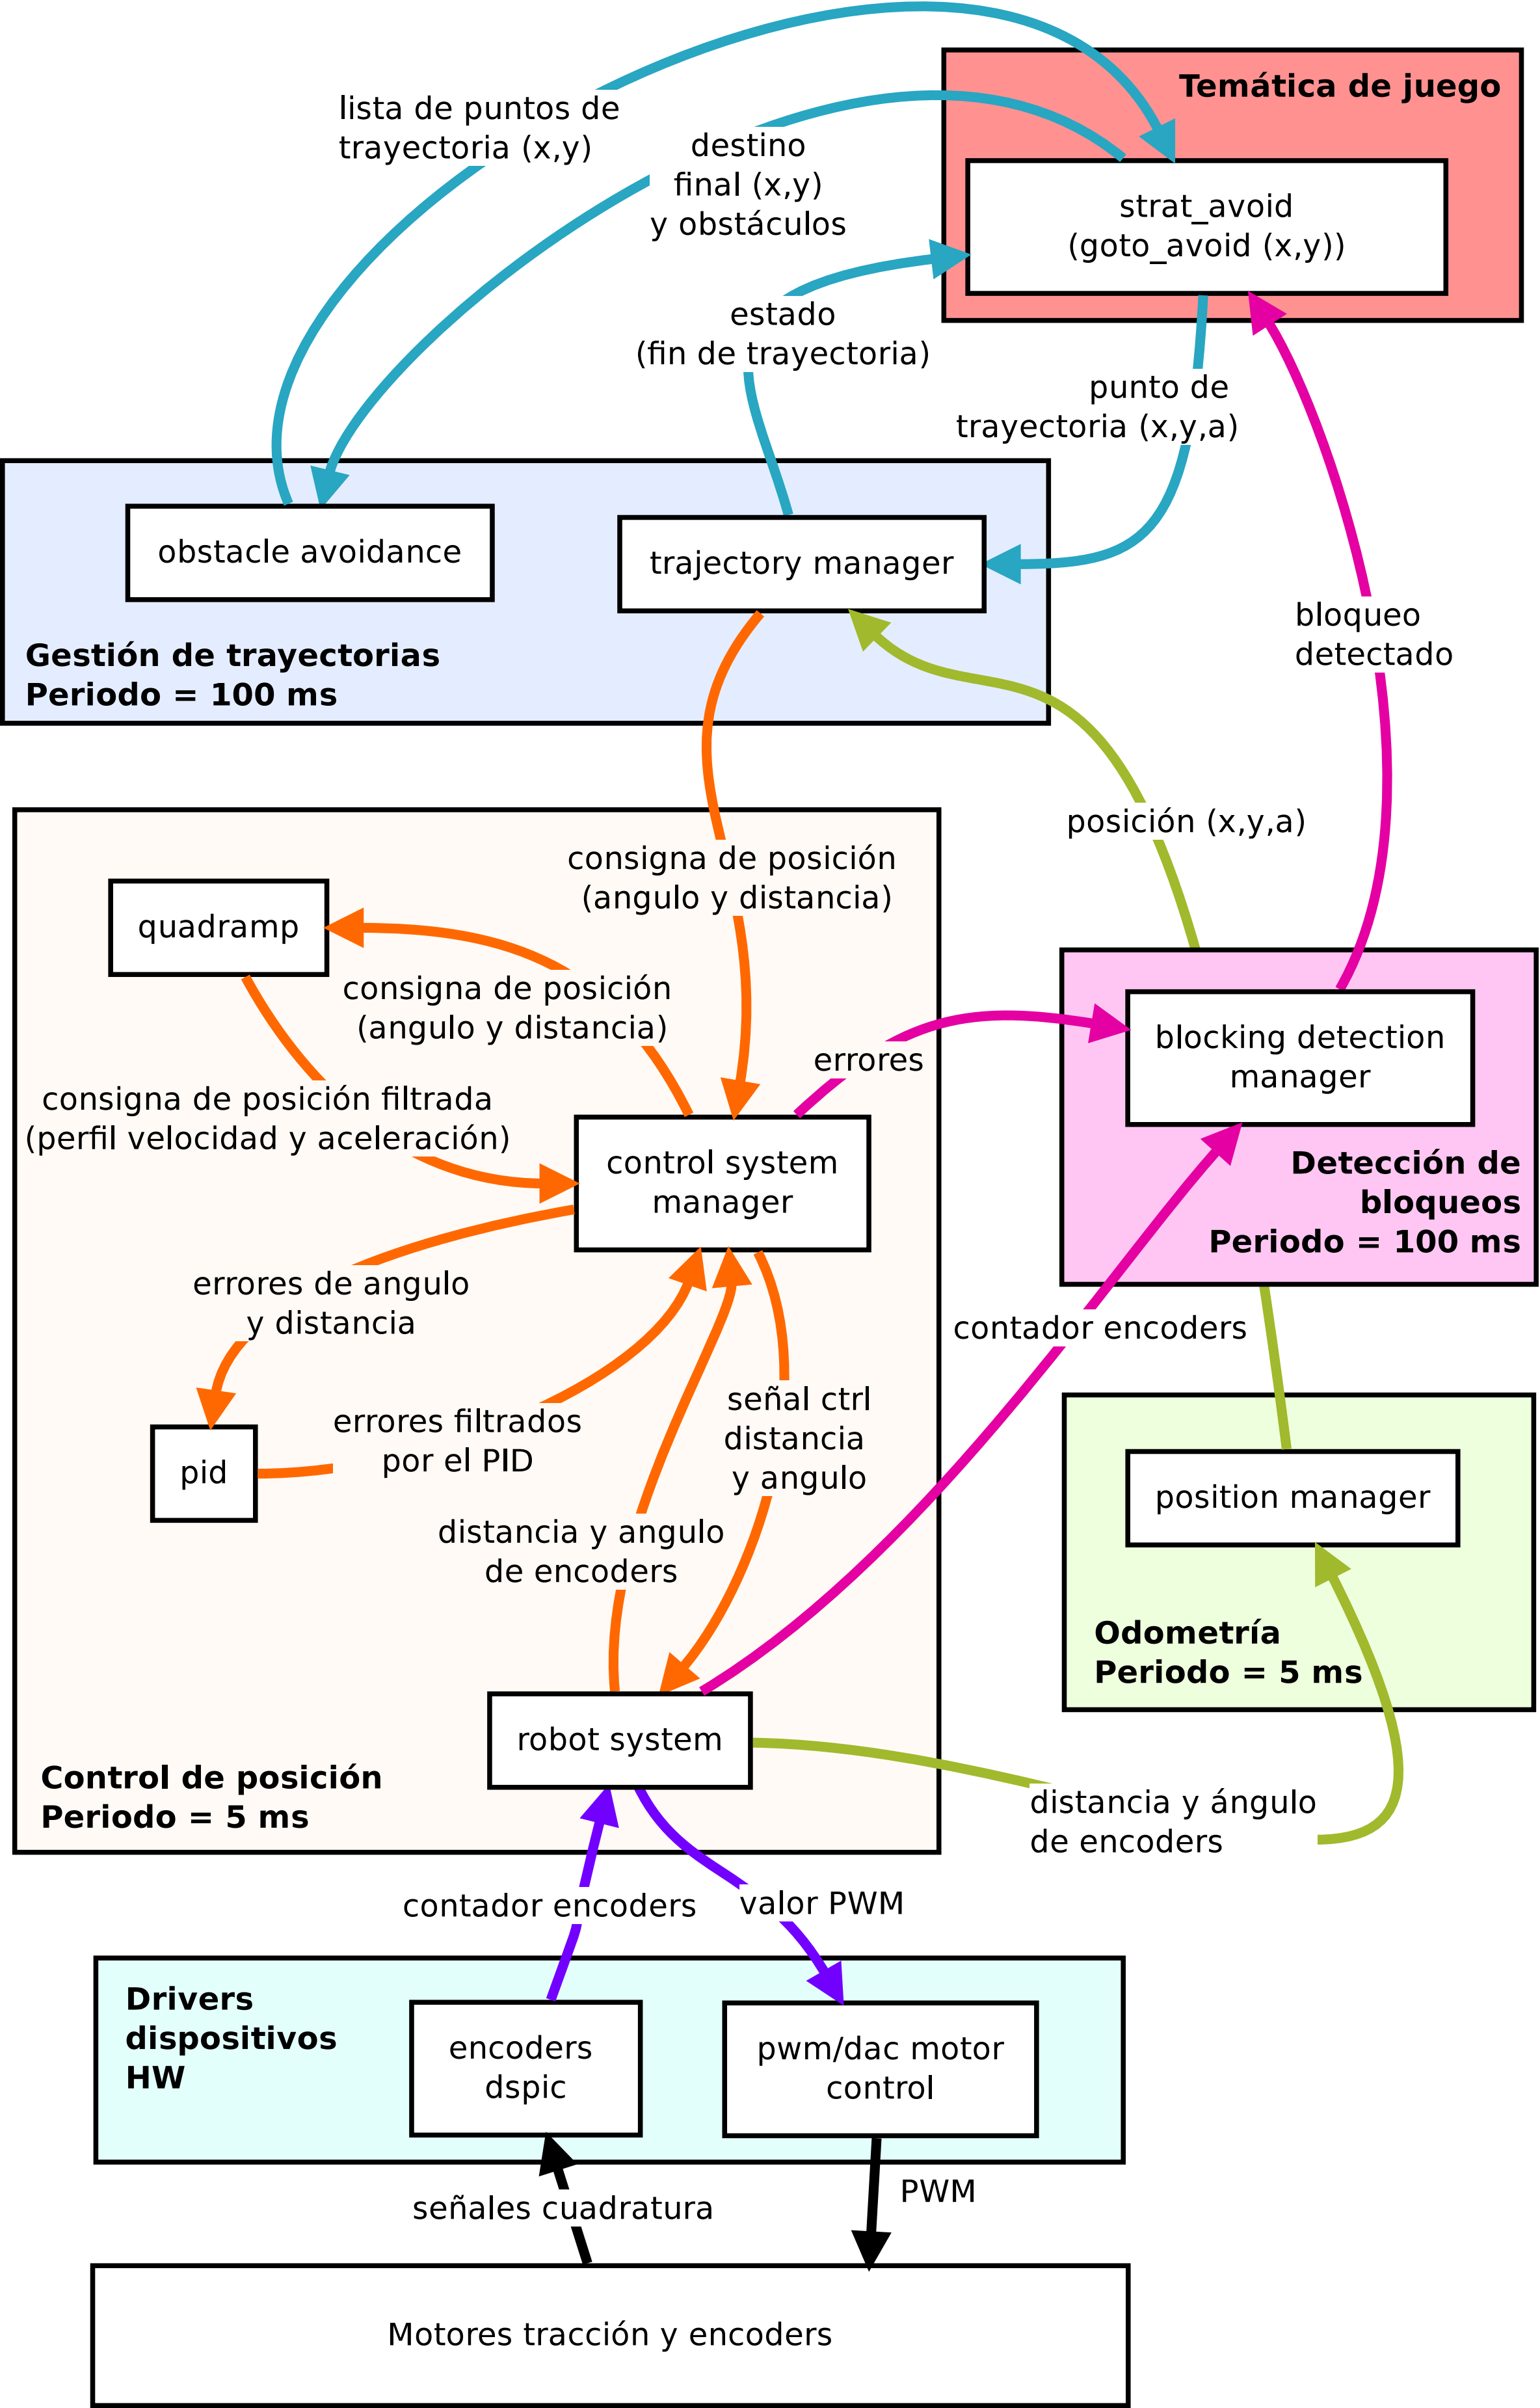 Temática de juego
lista de puntos de
trayectoria (x,y)
destino
final (x,y)
y obstáculos
strat_avoid
(goto_avoid (x,y))
estado
(fin de trayectoria)
punto de
trayectoria (x,y,a)
obstacle avoidance
trajectory manager
Gestión de trayectorias
Periodo = 100 ms
bloqueo
detectado
posición (x,y,a)
consigna de posición
(angulo y distancia)
quadramp
consigna de posición
(angulo y distancia)
errores
blocking detection
manager
consigna de posición filtrada
(perfil velocidad y aceleración)
control system
manager
Detección de
bloqueos
Periodo = 100 ms
errores de angulo
y distancia
contador encoders
señal ctrl
distancia
y angulo
errores filtrados
por el PID
pid
position manager
distancia y angulo
de encoders
Odometría
Periodo = 5 ms
robot system
Control de posición
Periodo = 5 ms
distancia y ángulo
de encoders
contador encoders
valor PWM
Drivers
dispositivos
HW
encoders
dspic
pwm/dac motor
control
PWM
señales cuadratura
Motores tracción y encoders